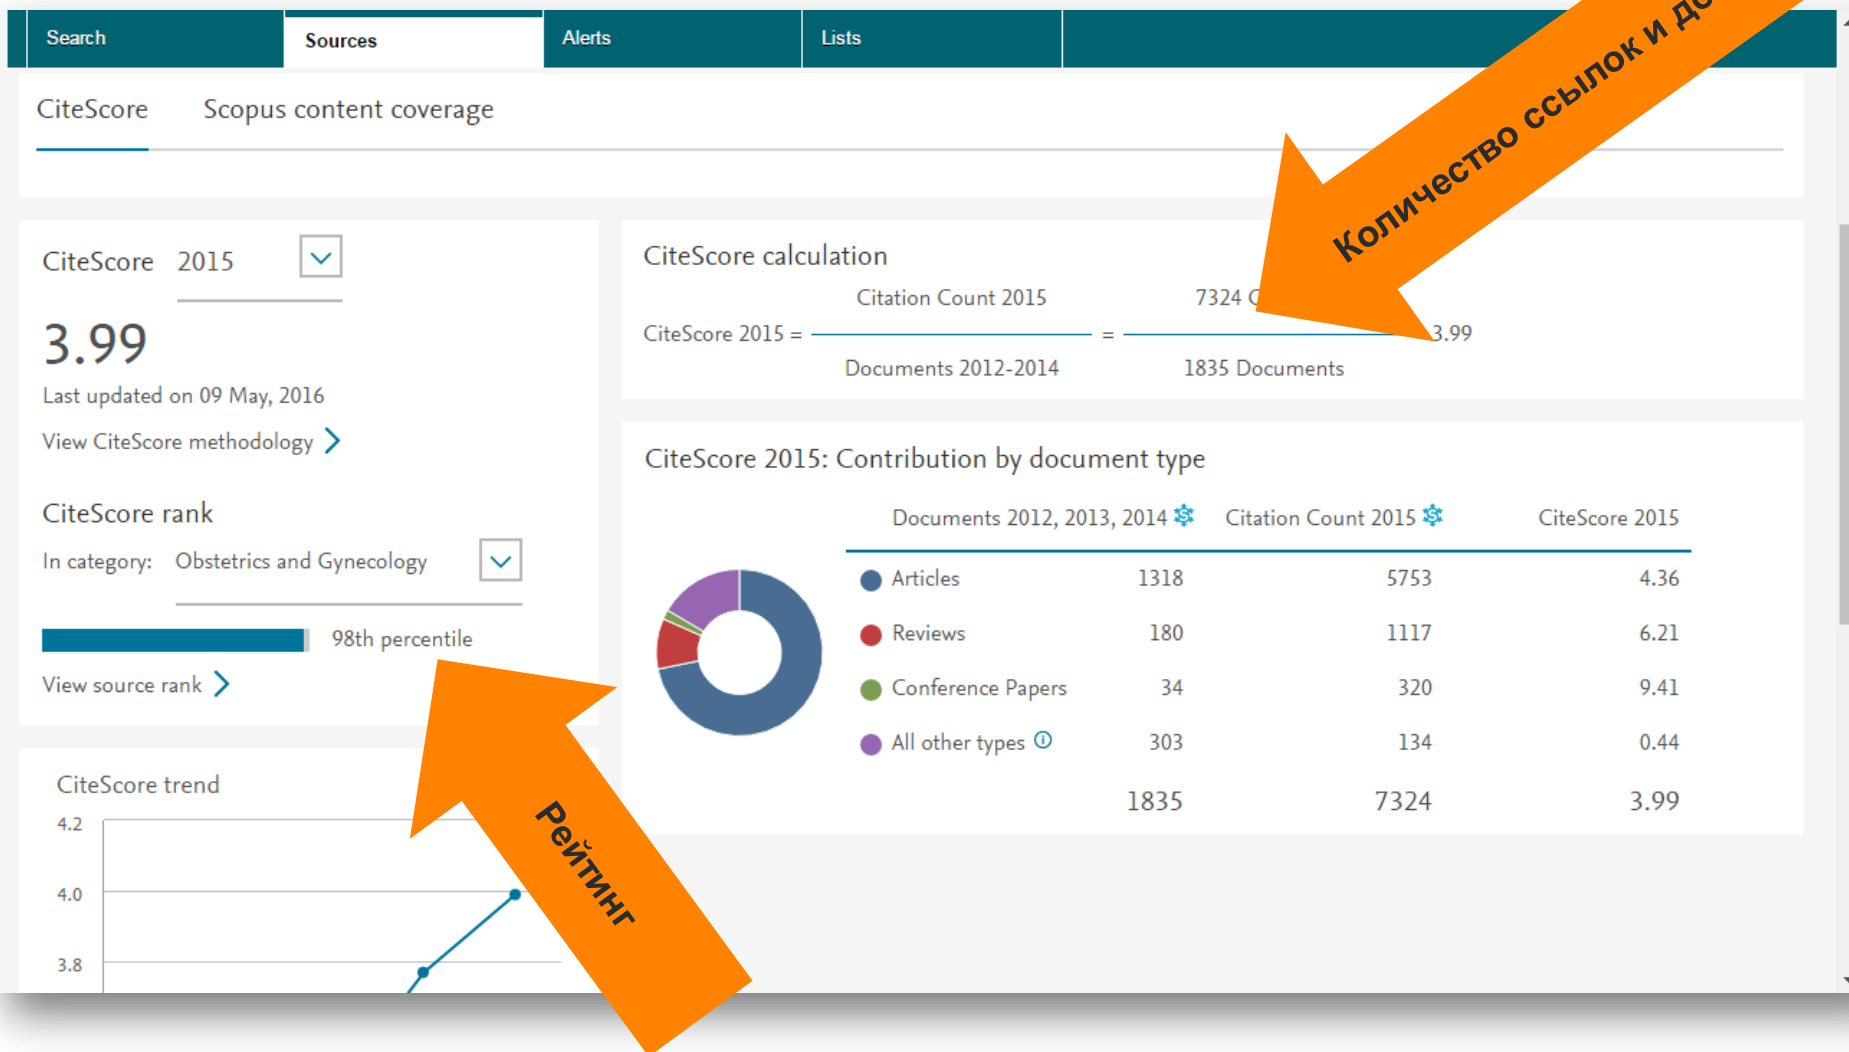 Search Sources Alerts Lists
CiteScore Scopus content coverage
CiteScore 2015
3.99
Last updated on 09 May, 2016
View CiteScore methodology
CiteScore rank
In category: Obstetrics and Gynecology
98th percentile
View source rank
CiteScore trend
4.2
4.0
3.8
CiteScore calculation
Citation Count 2015 7324
CiteScore 2015 = = 3.99
Documents 2012-2014 1835 Documents
CiteScore 2015: Contribution by document type
Documents 2012, 2013, 2014 Citation Count 2015 CiteScore 2015
Articles 1318 5753 4.36
Reviews 180 1117 6.21
Conference Papers 34 320 9.41
All other types 303 134 0.44
1835 7324 3.99
Количество ссылок и
Рейтинг